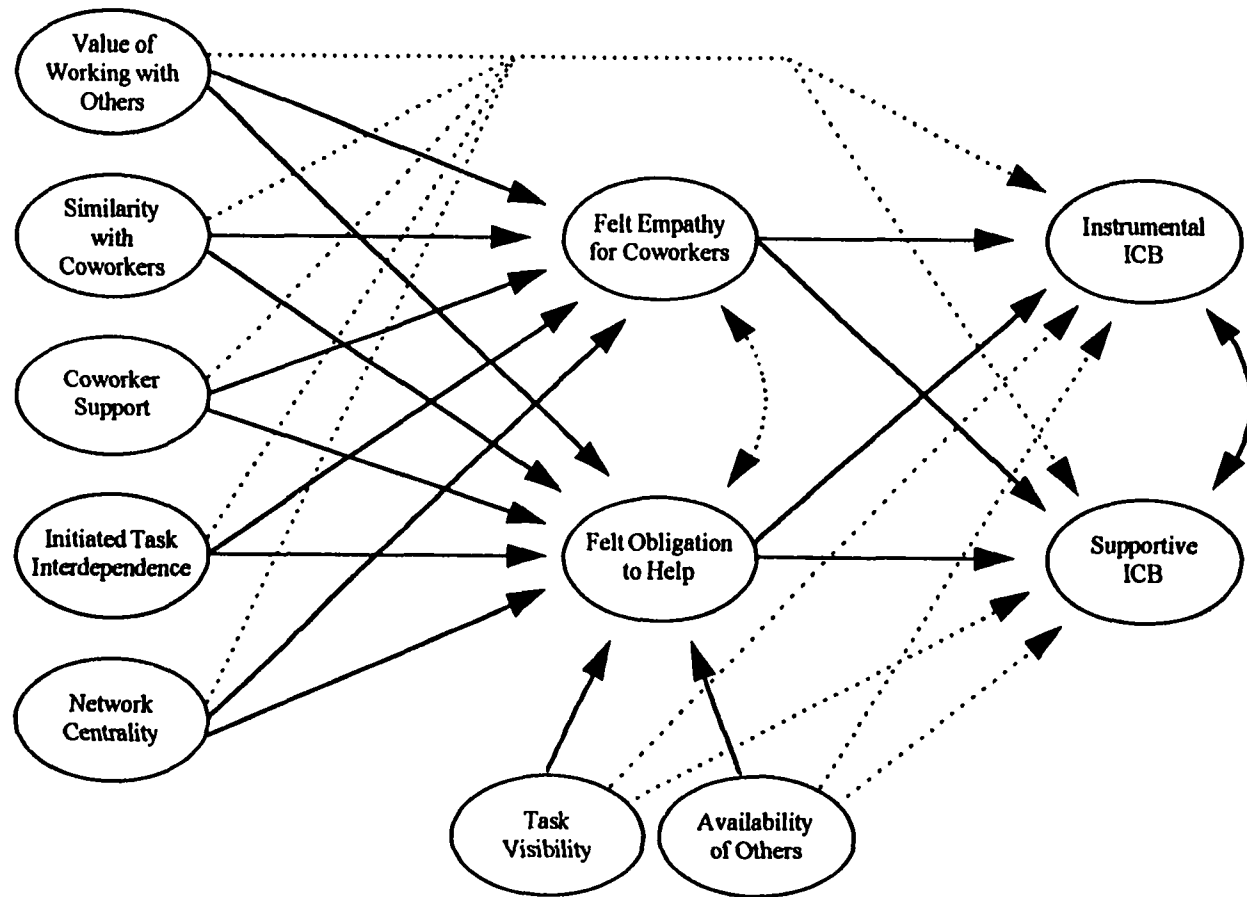 Value of
Working with
Others
Similarity
with
Coworkers
Coworker
Support
Initiated Task
Interdependence
Network
Centrality
Felt Empathy
for Coworkers
Felt Obligation
to Help
Task
Visibility
Availability
of Others
Instrumental
ICB
Supportive
ICB